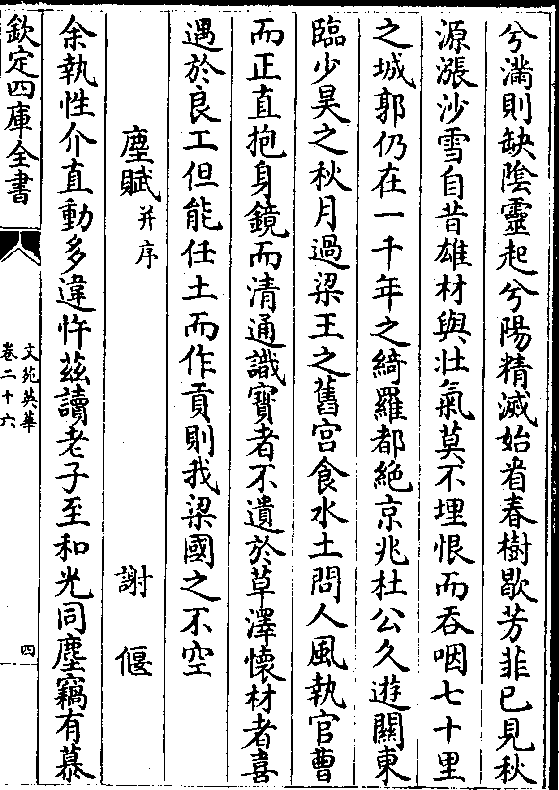 兮滿則缺陰靈起兮陽精滅始看春樹歇芳菲已見秋
源漲沙雪自昔雄材與壯氣莫不埋恨而吞咽七十里
之城郭仍在一千年之綺羅都絶京兆杜公久遊關東
臨少昊之秋月過梁王之舊宫食水土問人風執官曹
而正直抱身鏡而清通識寶者不遺於草澤懷材者喜
遇於良工但能任土而作貢則我梁國之不空
塵賦并序 謝偃
余執性介直動多違忤茲讀老子至和光同塵竊有慕
欽定四庫全書
文苑英華
卷二十六
四